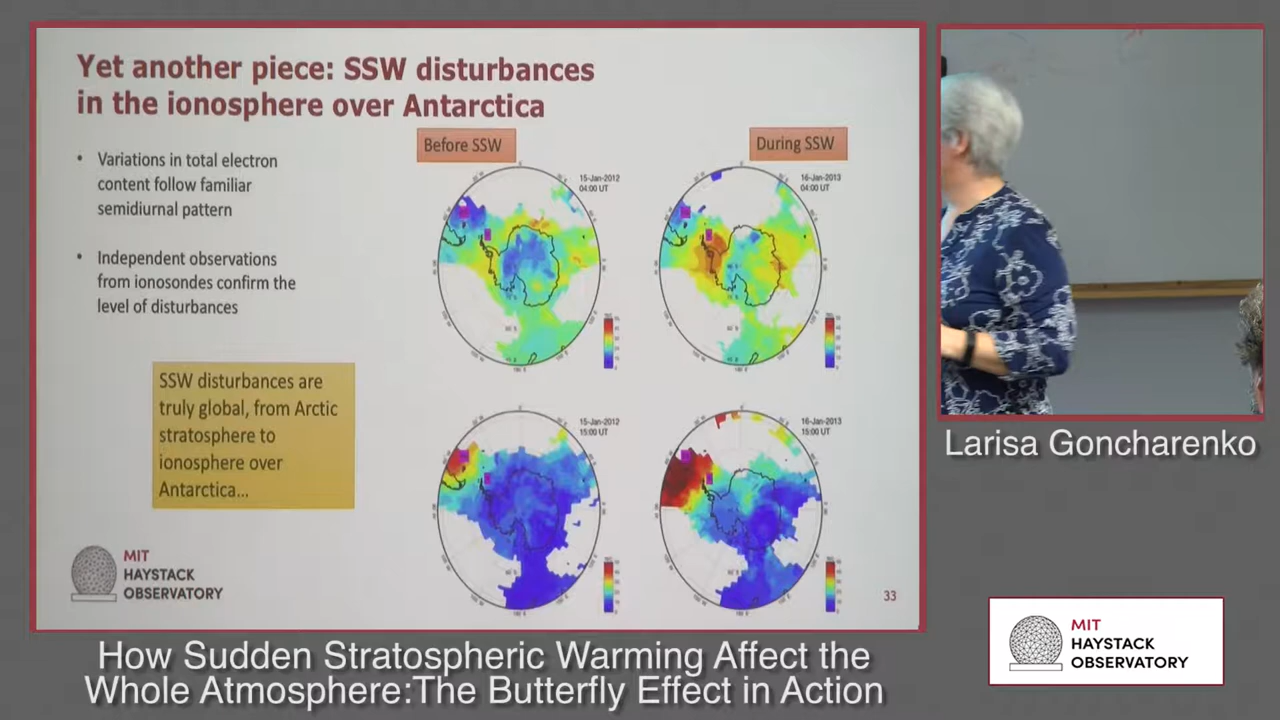 Yet another piece: SSW disturbances
in the ionosphere over Antarctica
• Variations in total electron
content follow familiar
semidiurnal pattern
• Independent observations
from ionosondes confirm the
level of disturbances
SSW disturbances are
truly global, from Arctic
stratosphere to
ionosphere over
Antarctica...
Before SSW
During SSW
15-Jan-2012
04:00 UT
16-Jan-2013
04:00 UT
15-Jan-2012
15:00 UT
16-Jan-2013
15:00 UT
MIT
HAYSTACK
OBSERVATORY
33
Larisa Goncharenko
MIT
HAYSTACK
OBSERVATORY
How Sudden Stratospheric Warming Affect the
Whole Atmosphere:The Butterfly Effect in Action